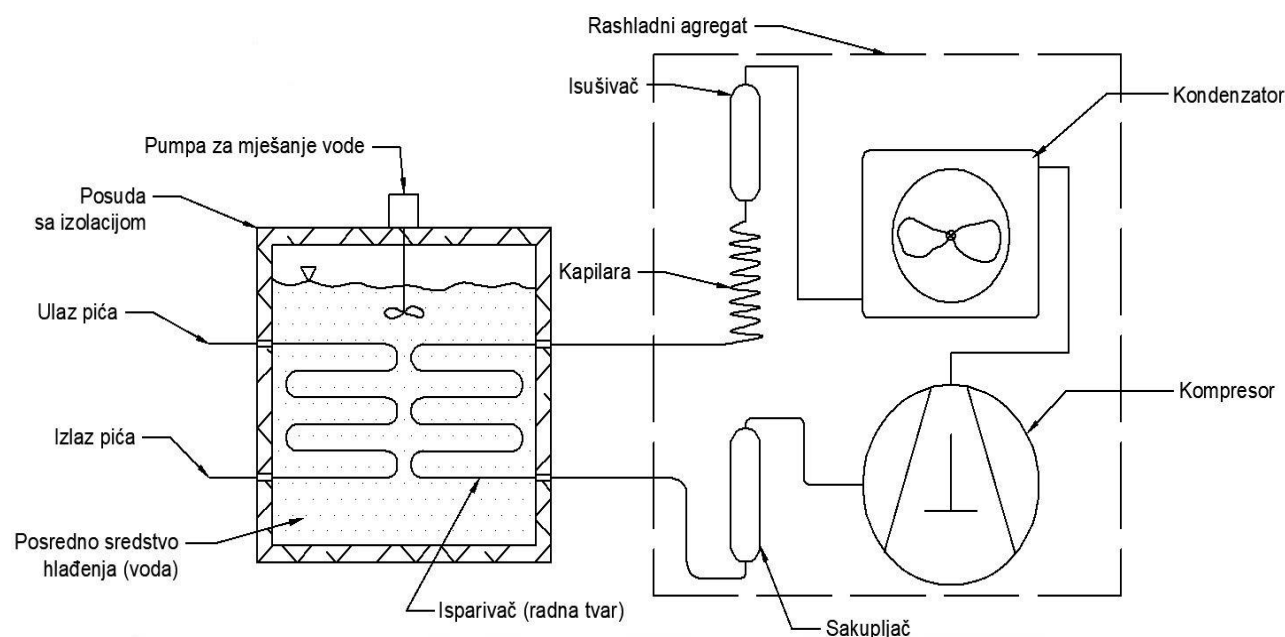 Rashladni agregat
Isušivač
Kondenzator
Pumpa za mješanje vode
Posuda
sa izolacijom
Kapilara
Ulaz pića
Kompresor
Izlaz pića
Posredno sredstvo
hlađenja (voda)
Isparivač (radna tvar)
Sakupljač